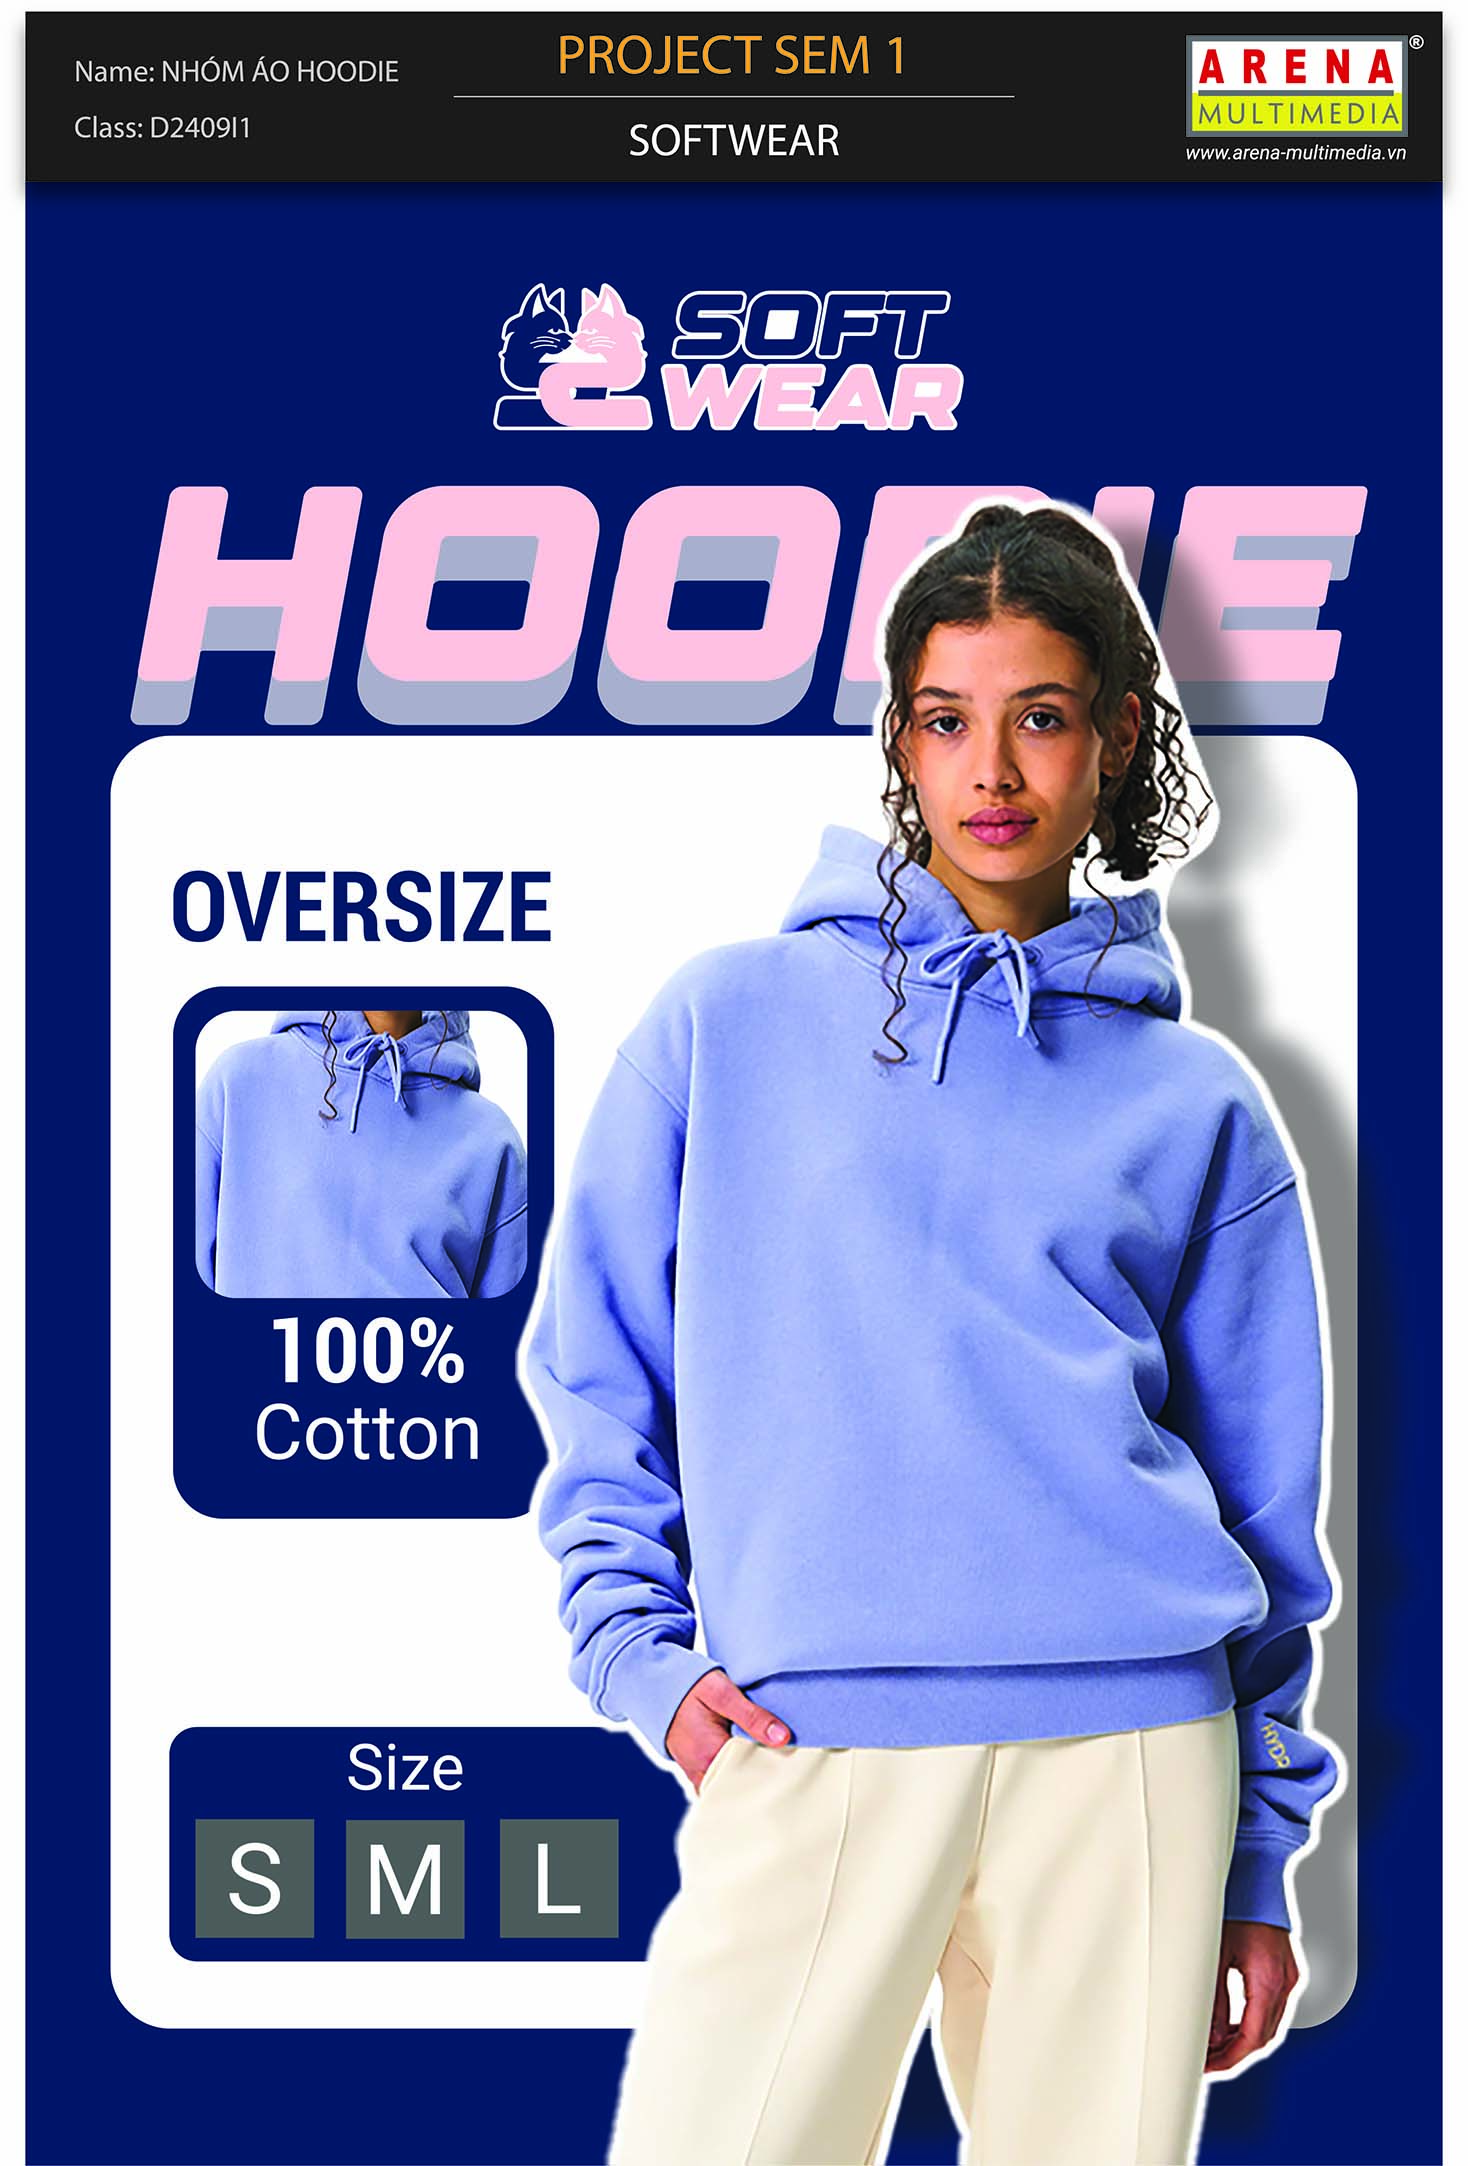 Name: NHÓM ÁO HOODIE
Class: D2409I1
PROJECT SEM 1
SOFTWEAR
ARENA
®
MULTIMEDIA
www.arena-multimedia.vn
SOFT
WEAR
HOODIE
OVERSIZE
100%
Cotton
Size
S M L
HYDR